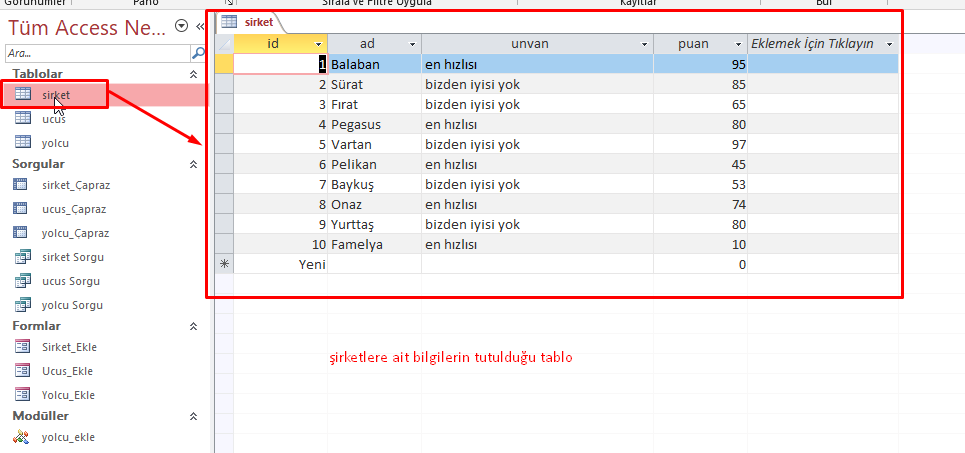 Görünümler Pano Sırala ve Filtre Uygula Kayıtlar Bul
Tüm Access Ne...
Ara...
Tablolar
sirket
ucus
yolcu
Sorgular
sirket_Çapraz
ucus_Çapraz
yolcu_Çapraz
sirket Sorgu
ucus Sorgu
yolcu Sorgu
Formlar
Sirket_Ekle
Ucus_Ekle
Yolcu_Ekle
Modüller
yolcu_ekle
sirket
id ad unvan puan Eklemek İçin Tıklayın
1 Balaban en hızlısı 95
2 Sürat bizden iyisi yok 85
3 Fırat bizden iyisi yok 65
4 Pegasus en hızlısı 80
5 Vartan bizden iyisi yok 97
6 Pelikan en hızlısı 45
7 Baykuş bizden iyisi yok 53
8 Onaz en hızlısı 74
9 Yurttaş bizden iyisi yok 80
10 Famelya en hızlısı 10
* Yeni 0
şirketlere ait bilgilerin tutulduğu tablo